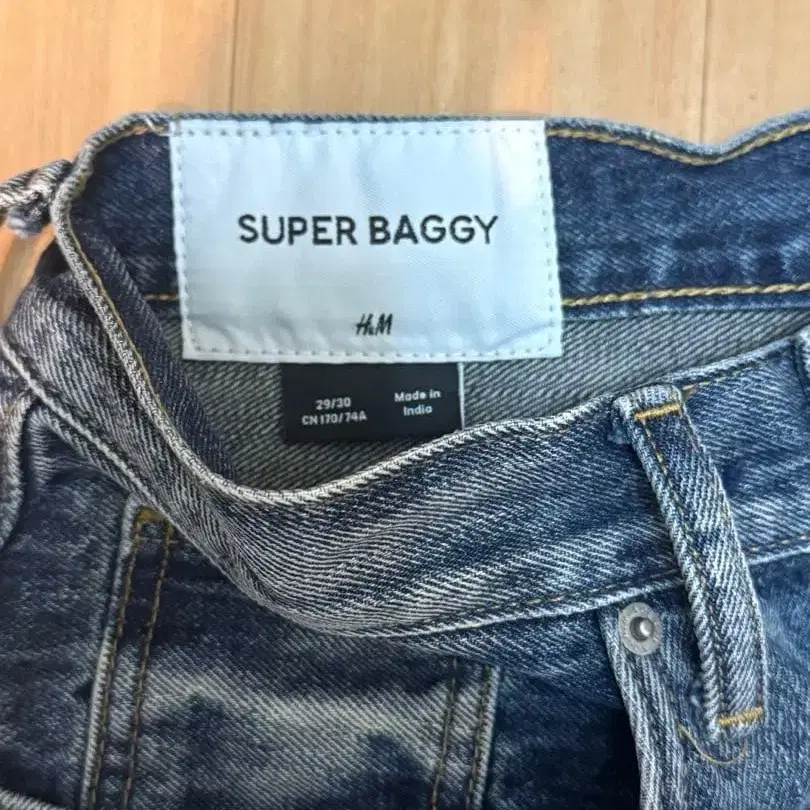 SUPER BAGGY
H&M
29/30
CN 170/74A
Made in
India